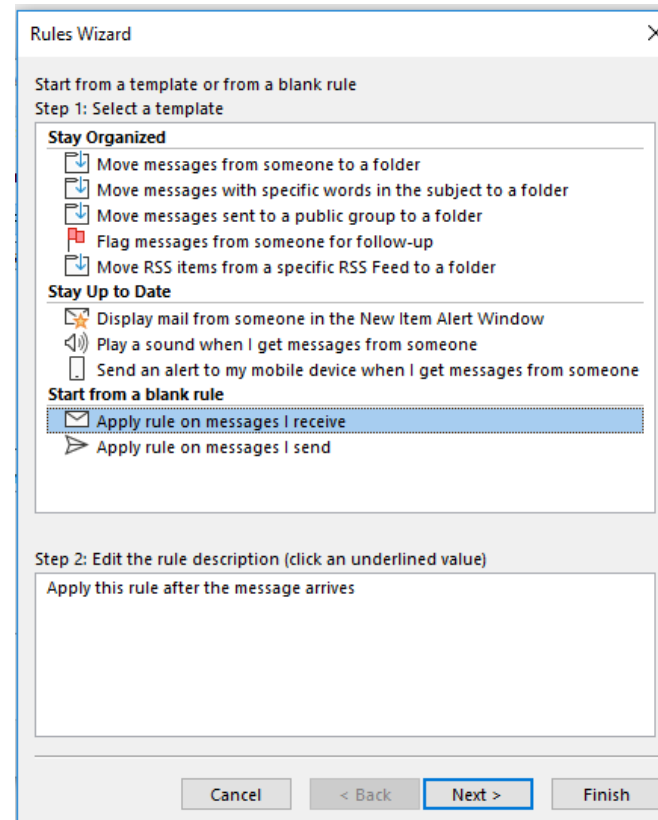 Rules Wizard
Start from a template or from a blank rule
Step 1: Select a template
Stay Organized
Move messages from someone to a folder
Move messages with specific words in the subject to a folder
Move messages sent to a public group to a folder
Flag messages from someone for follow-up
Move RSS items from a specific RSS Feed to a folder
Stay Up to Date
Display mail from someone in the New Item Alert Window
Play a sound when I get messages from someone
Send an alert to my mobile device when I get messages from someone
Start from a blank rule
Apply rule on messages I receive
Apply rule on messages I send
Step 2: Edit the rule description (click an underlined value)
Apply this rule after the message arrives
Cancel < Back Next > Finish